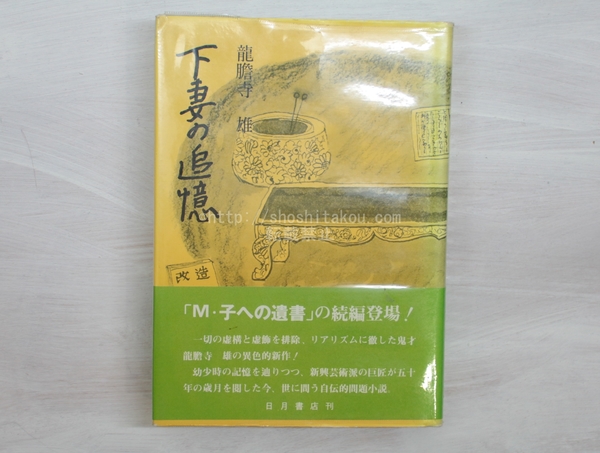 下妻の追憶
龍膽寺 雄
改造
http://shoshitakou.com
転載禁止
「M・子への遺書」の続編登場!
一切の虚構と虚飾を排除、リアリズムに徹した鬼才
龍膽寺 雄の異色的新作!
幼少時の記憶を辿りつつ、新興芸術派の巨匠が五十
年の歳月を閲した今、世に問う自伝的問題小説。
日月書店刊